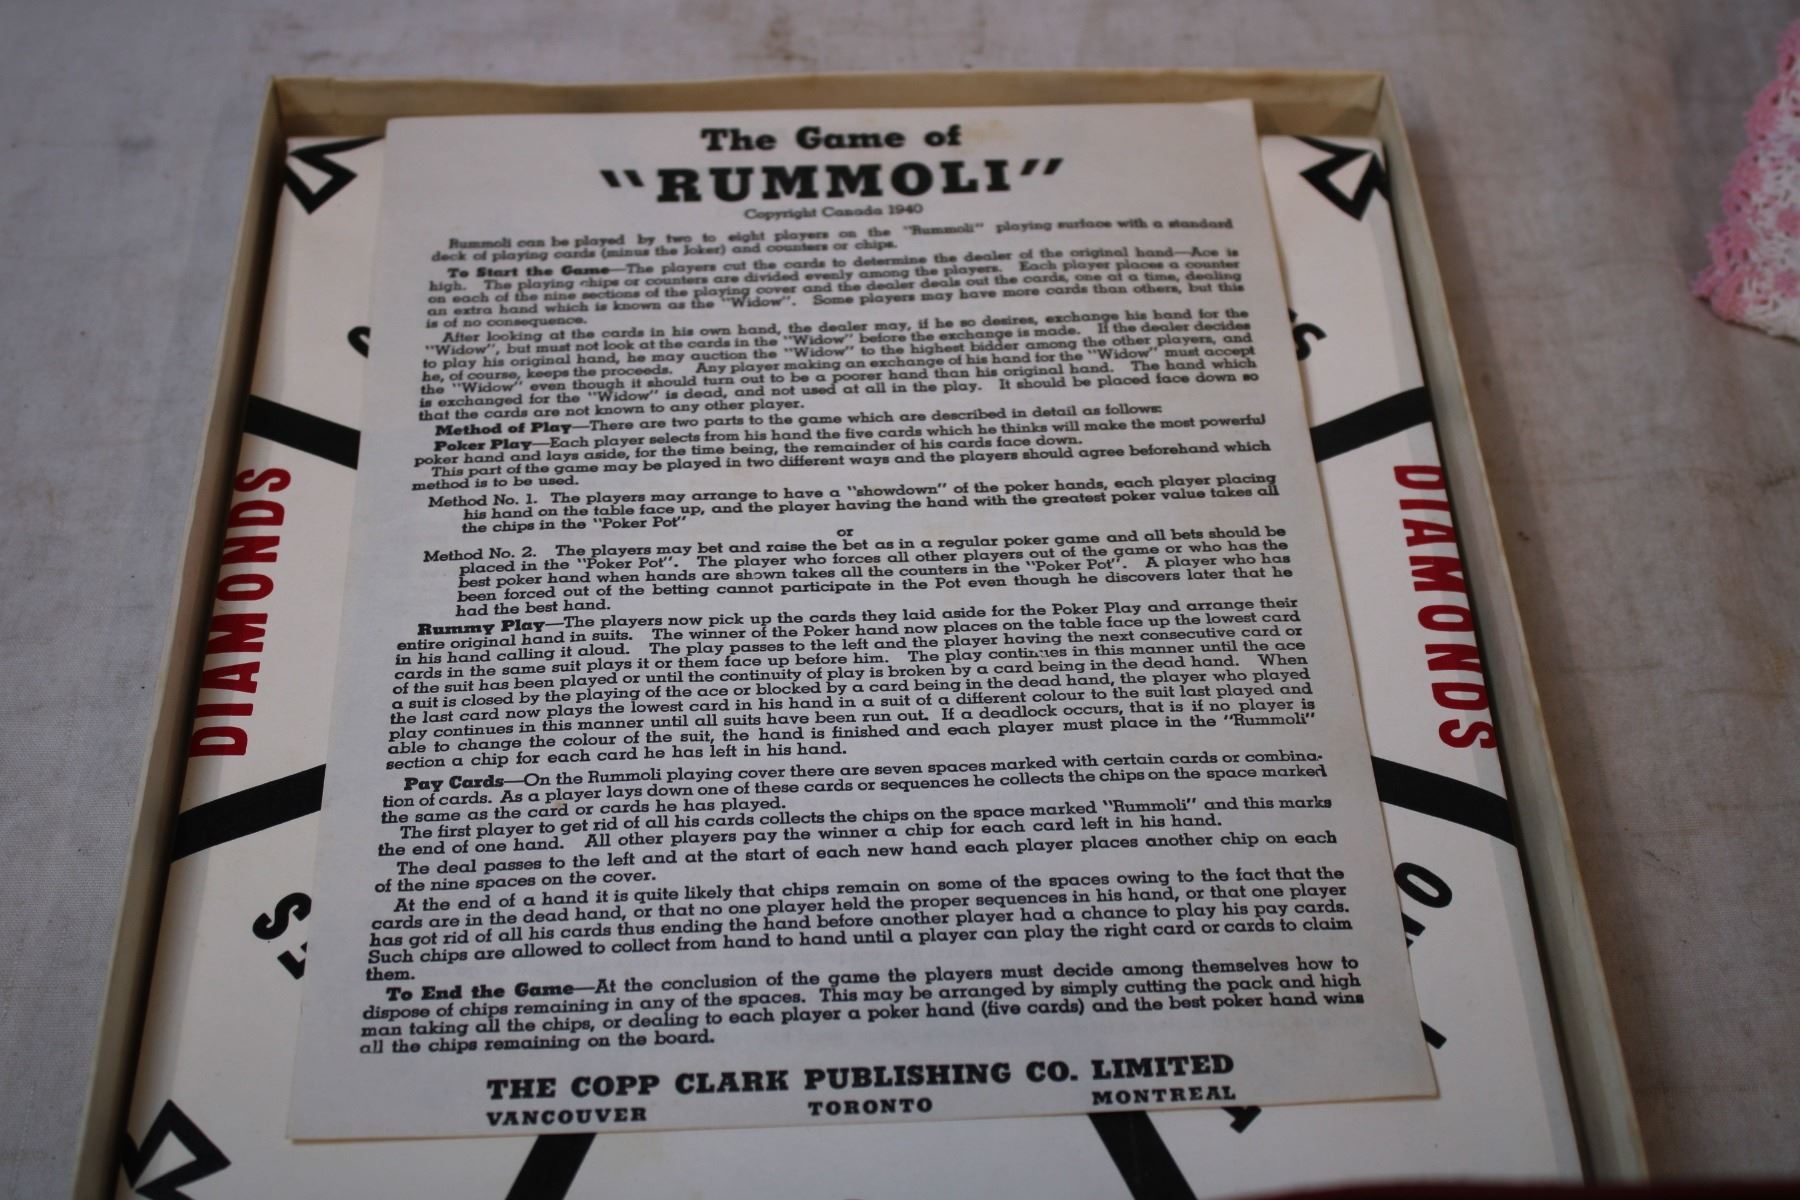 The Game of
"RUMMOLI"
Copyright Canada 1940
Rummoli can be played by two to eight players on the "Rummoli" playing surface with a standard
deck of playing cards (minus the Joker) and counters or chips.
To Start the Game—The players cut the cards to determine the dealer of the original hand—Ace is
high. The playing chips or counters are divided evenly among the players. Each player places a counter
on each of the nine sections of the playing cover and the dealer deals out the cards, one at a time, dealing
an extra hand which is known as the "Widow". Some players may have more cards than others, but this
is of no consequence.
After looking at the cards in his own hand, the dealer may, if he so desires, exchange his hand for the
"Widow", but must not look at the cards in the "Widow" before the exchange is made. If the dealer decides
to play his original hand, he may auction the "Widow" to the highest bidder among the other players, and
he, of course, keeps the proceeds. Any player making an exchange of his hand for the "Widow" must accept
the "Widow" even though it should turn out to be a poorer hand than his original hand. The hand which
is exchanged for the "Widow" is dead, and not used at all in the play. It should be placed face down so
that the cards are not known to any other player.
Method of Play—There are two parts to the game which are described in detail as follows:
Poker Play—Each player selects from his hand the five cards which he thinks will make the most powerful
poker hand and lays aside, for the time being, the remainder of his cards face down.
This part of the game may be played in two different ways and the players should agree beforehand which
method is to be used.
Method No. 1. The players may arrange to have a "showdown" of the poker hands, each player placing
his hand on the table face up, and the player having the hand with the greatest poker value takes all
the chips in the "Poker Pot"
or
Method No. 2. The players may bet and raise the bet as in a regular poker game and all bets should be
placed in the "Poker Pot". The player who forces all other players out of the game or who has the
best poker hand when hands are shown takes all the counters in the "Poker Pot". A player who has
been forced out of the betting cannot participate in the Pot even though he discovers later that he
had the best hand.
Rummy Play—The players now pick up the cards they laid aside for the Poker Play and arrange their
entire original hand in suits. The winner of the Poker hand now places on the table face up the lowest card
in his hand calling it aloud. The play passes to the left and the player having the next consecutive card or
cards in the same suit plays it or them face up before him. The play continues in this manner until the ace
of the suit has been played or until the continuity of play is broken by a card being in the dead hand. When
a suit is closed by the playing of the ace or blocked by a card being in the dead hand, the player who played
the last card now plays the lowest card in his hand in a suit of a different colour to the suit last played and
play continues in this manner until all suits have been run out. If a deadlock occurs, that is if no player is
able to change the colour of the suit, the hand is finished and each player must place in the "Rummoli"
section a chip for each card he has left in his hand.
Pay Cards—On the Rummoli playing cover there are seven spaces marked with certain cards or combina-
tion of cards. As a player lays down one of these cards or sequences he collects the chips on the space marked
the same as the card or cards he has played.
The first player to get rid of all his cards collects the chips on the space marked "Rummoli" and this marks
the end of one hand. All other players pay the winner a chip for each card left in his hand.
The deal passes to the left and at the start of each new hand each player places another chip on each
of the nine spaces on the cover.
At the end of a hand it is quite likely that chips remain on some of the spaces owing to the fact that the
cards are in the dead hand, or that no one player held the proper sequences in his hand, or that one player
has got rid of all his cards thus ending the hand before another player had a chance to play his pay cards.
Such chips are allowed to collect from hand to hand until a player can play the right card or cards to claim
them.
To End the Game—At the conclusion of the game the players must decide among themselves how to
dispose of chips remaining in any of the spaces. This may be arranged by simply cutting the pack and high
man taking all the chips, or dealing to each player a poker hand (five cards) and the best poker hand wins
all the chips remaining on the board.
THE COPP CLARK PUBLISHING CO. LIMITED
VANCOUVER TORONTO MONTREAL
DIAMONDS
DIAMONDS